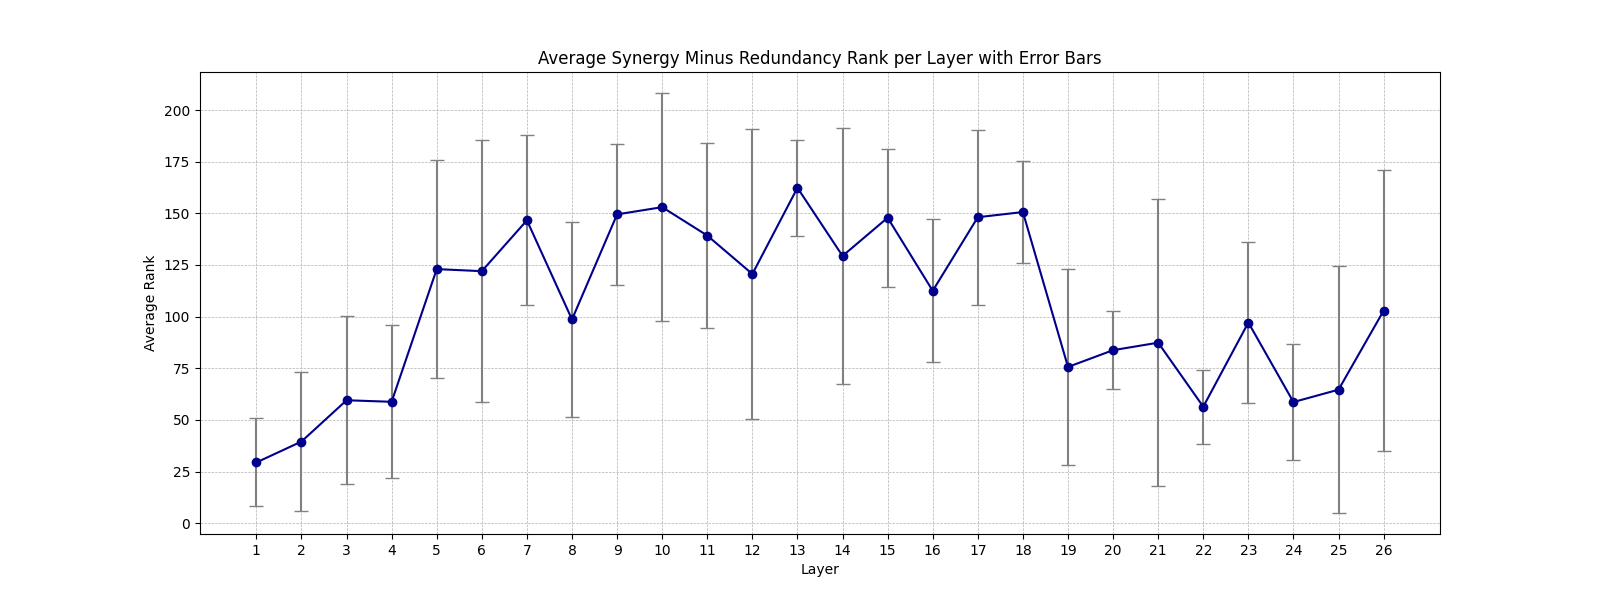 Average Synergy Minus Redundancy Rank per Layer with Error Bars
Average Rank
200
175
150
125
100
75
50
25
0
1 2 3 4 5 6 7 8 9 10 11 12 13 14 15 16 17 18 19 20 21 22 23 24 25 26
Layer